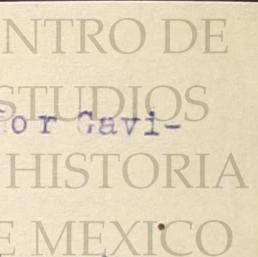 NTRO DE
STUDIOS
or Gavi-
HISTORIA
E MEXICO